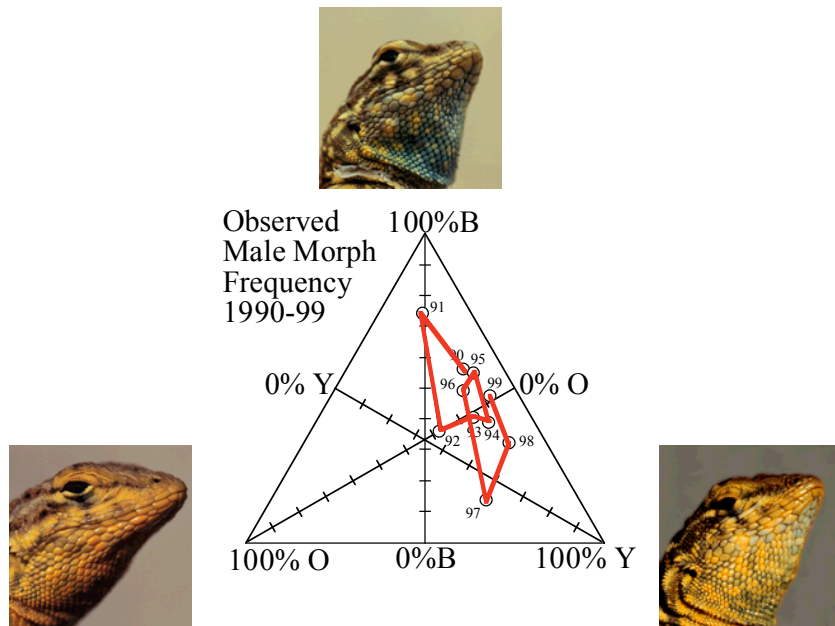 Observed
Male Morph
Frequency
1990-99
100%B
91
90 95
96 99
0% Y
0% O
92 93 94 98
97
100% O
0%B
100% Y